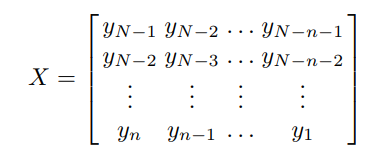 y_{N-1} y_{N-2} ⋯ y_{N-n-1}
X = y_{N-2} y_{N-3} ⋯ y_{N-n-2}
⋮ ⋮ ⋮ ⋮
y_n y_{n-1} ⋯ y_1